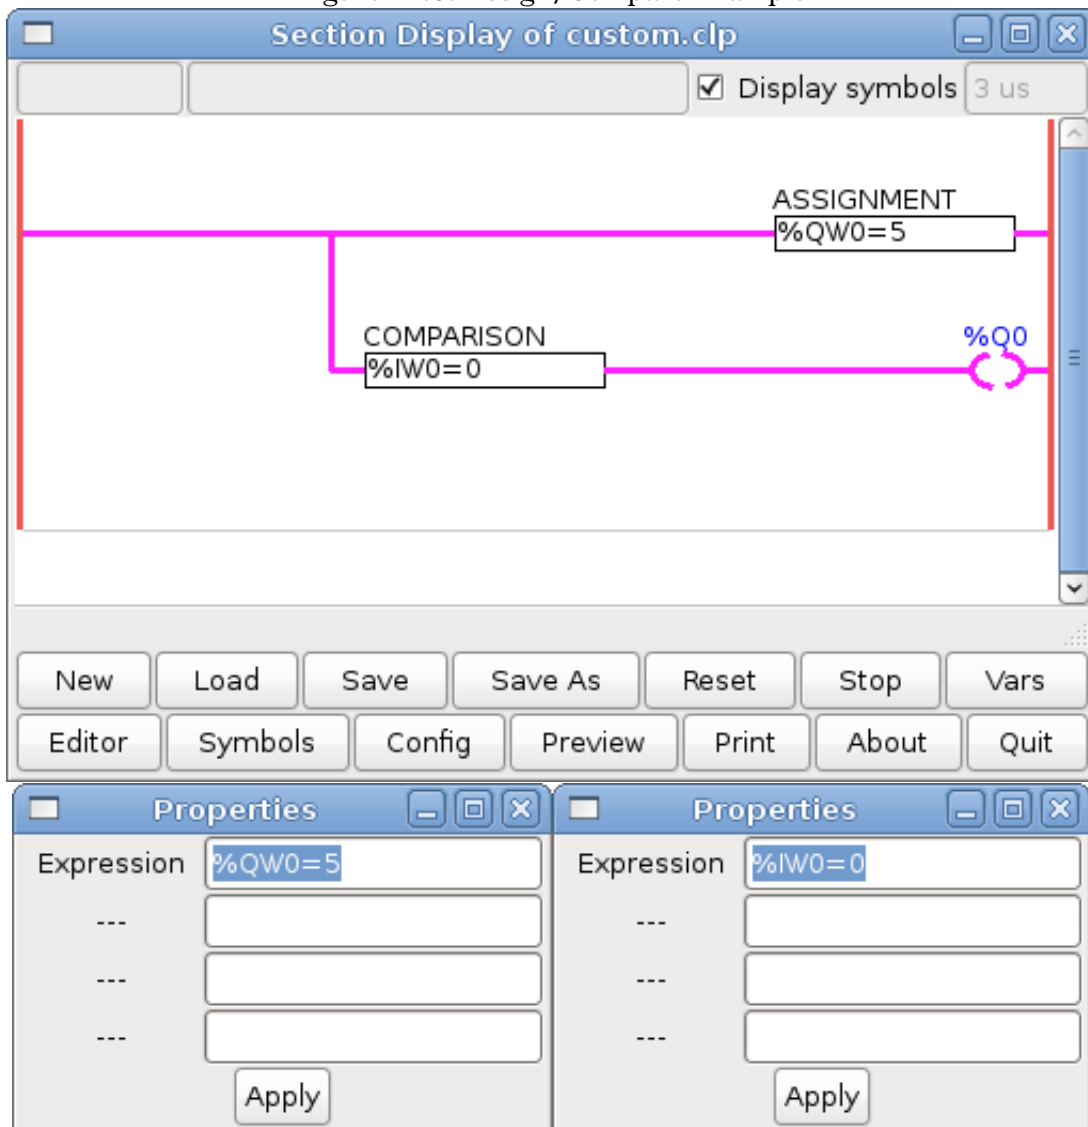 Section Display of custom.clp
Display symbols 3 us
ASSIGNMENT
%QW0=5
COMPARISON %Q0
%IW0=0
New Load Save Save As Reset Stop Vars
Editor Symbols Config Preview Print About Quit
Properties Properties
Expression %QW0=5 Expression %IW0=0
--- ---
--- ---
--- ---
Apply Apply